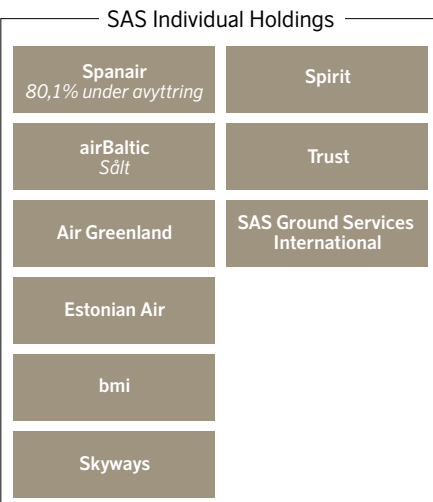 SAS Individual Holdings
Spanair
80,1% under avyttring
airBaltic
Sålt
Air Greenland
Estonian Air
bmi
Skyways
Spirit
Trust
SAS Ground Services
International